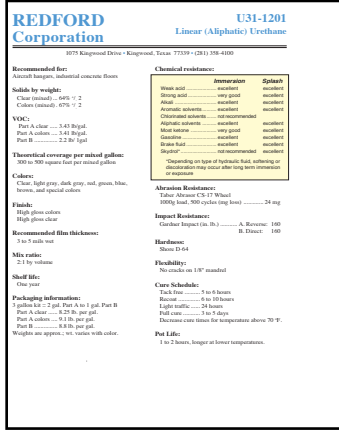 REDFORD
Corporation
U31-1201
Linear (Aliphatic) Urethane
1075 Kingwood Drive • Kingwood, Texas 77339 • (281) 358-4100
Recommended for:
Aircraft hangars, industrial concrete floors
Solids by weight:
Clear (mixed) .. 64% +/- 2
Colors (mixed) . 67% +/- 2
VOC:
Part A clear ..... 3.43 lb/gal.
Part A colors .... 3.41 lb/gal.
Part B .............. 2.2 lb/ 1gal
Theoretical coverage per mixed gallon:
300 to 500 square feet per mixed gallon
Colors:
Clear, light gray, dark gray, red, green, blue,
brown, and special colors
Finish:
High gloss colors
High gloss clear
Recommended film thickness:
3 to 5 mils wet
Mix ratio:
2:1 by volume
Shelf life:
One year
Packaging information:
3 gallon kit = 2 gal. Part A to 1 gal. Part B
Part A clear ..... 8.25 lb. per gal.
Part A colors .... 9.1 lb. per gal.
Part B .............. 8.8 lb. per gal.
Weights are approx.; wt. varies with color.
Chemical resistance:
Immersion Splash
Weak acid ................... excellent excellent
Strong acid ................. very good excellent
Alkali .......................... excellent excellent
Aromatic solvents ....... excellent excellent
Chlorinated solvents ... not recommended
Aliphatic solvents ........ excellent excellent
Most ketone ................ very good excellent
Gasoline ..................... excellent excellent
Brake fluid .................. excellent excellent
Skydrol* ...................... not recommended excellent
*Depending on type of hydraulic fluid, softening or
discoloration may occur after long term immersion
or exposure
Abrasion Resistance:
Taber Abraser CS-17 Wheel
1000g load, 500 cycles (mg loss) ............. 24 mg
Impact Resistance:
Gardner Impact (in. lb.) ........... A. Reverse: 160
B. Direct: 160
Hardness:
Shore D-64
Flexibility:
No cracks on 1/8" mandrel
Cure Schedule:
Tack free .......... 5 to 6 hours
Recoat .............. 6 to 10 hours
Light traffic ....... 24 hours
Full cure ........... 3 to 5 days
Decrease cure times for temperature above 70 °F.
Pot Life:
1 to 2 hours, longer at lower temperatures.